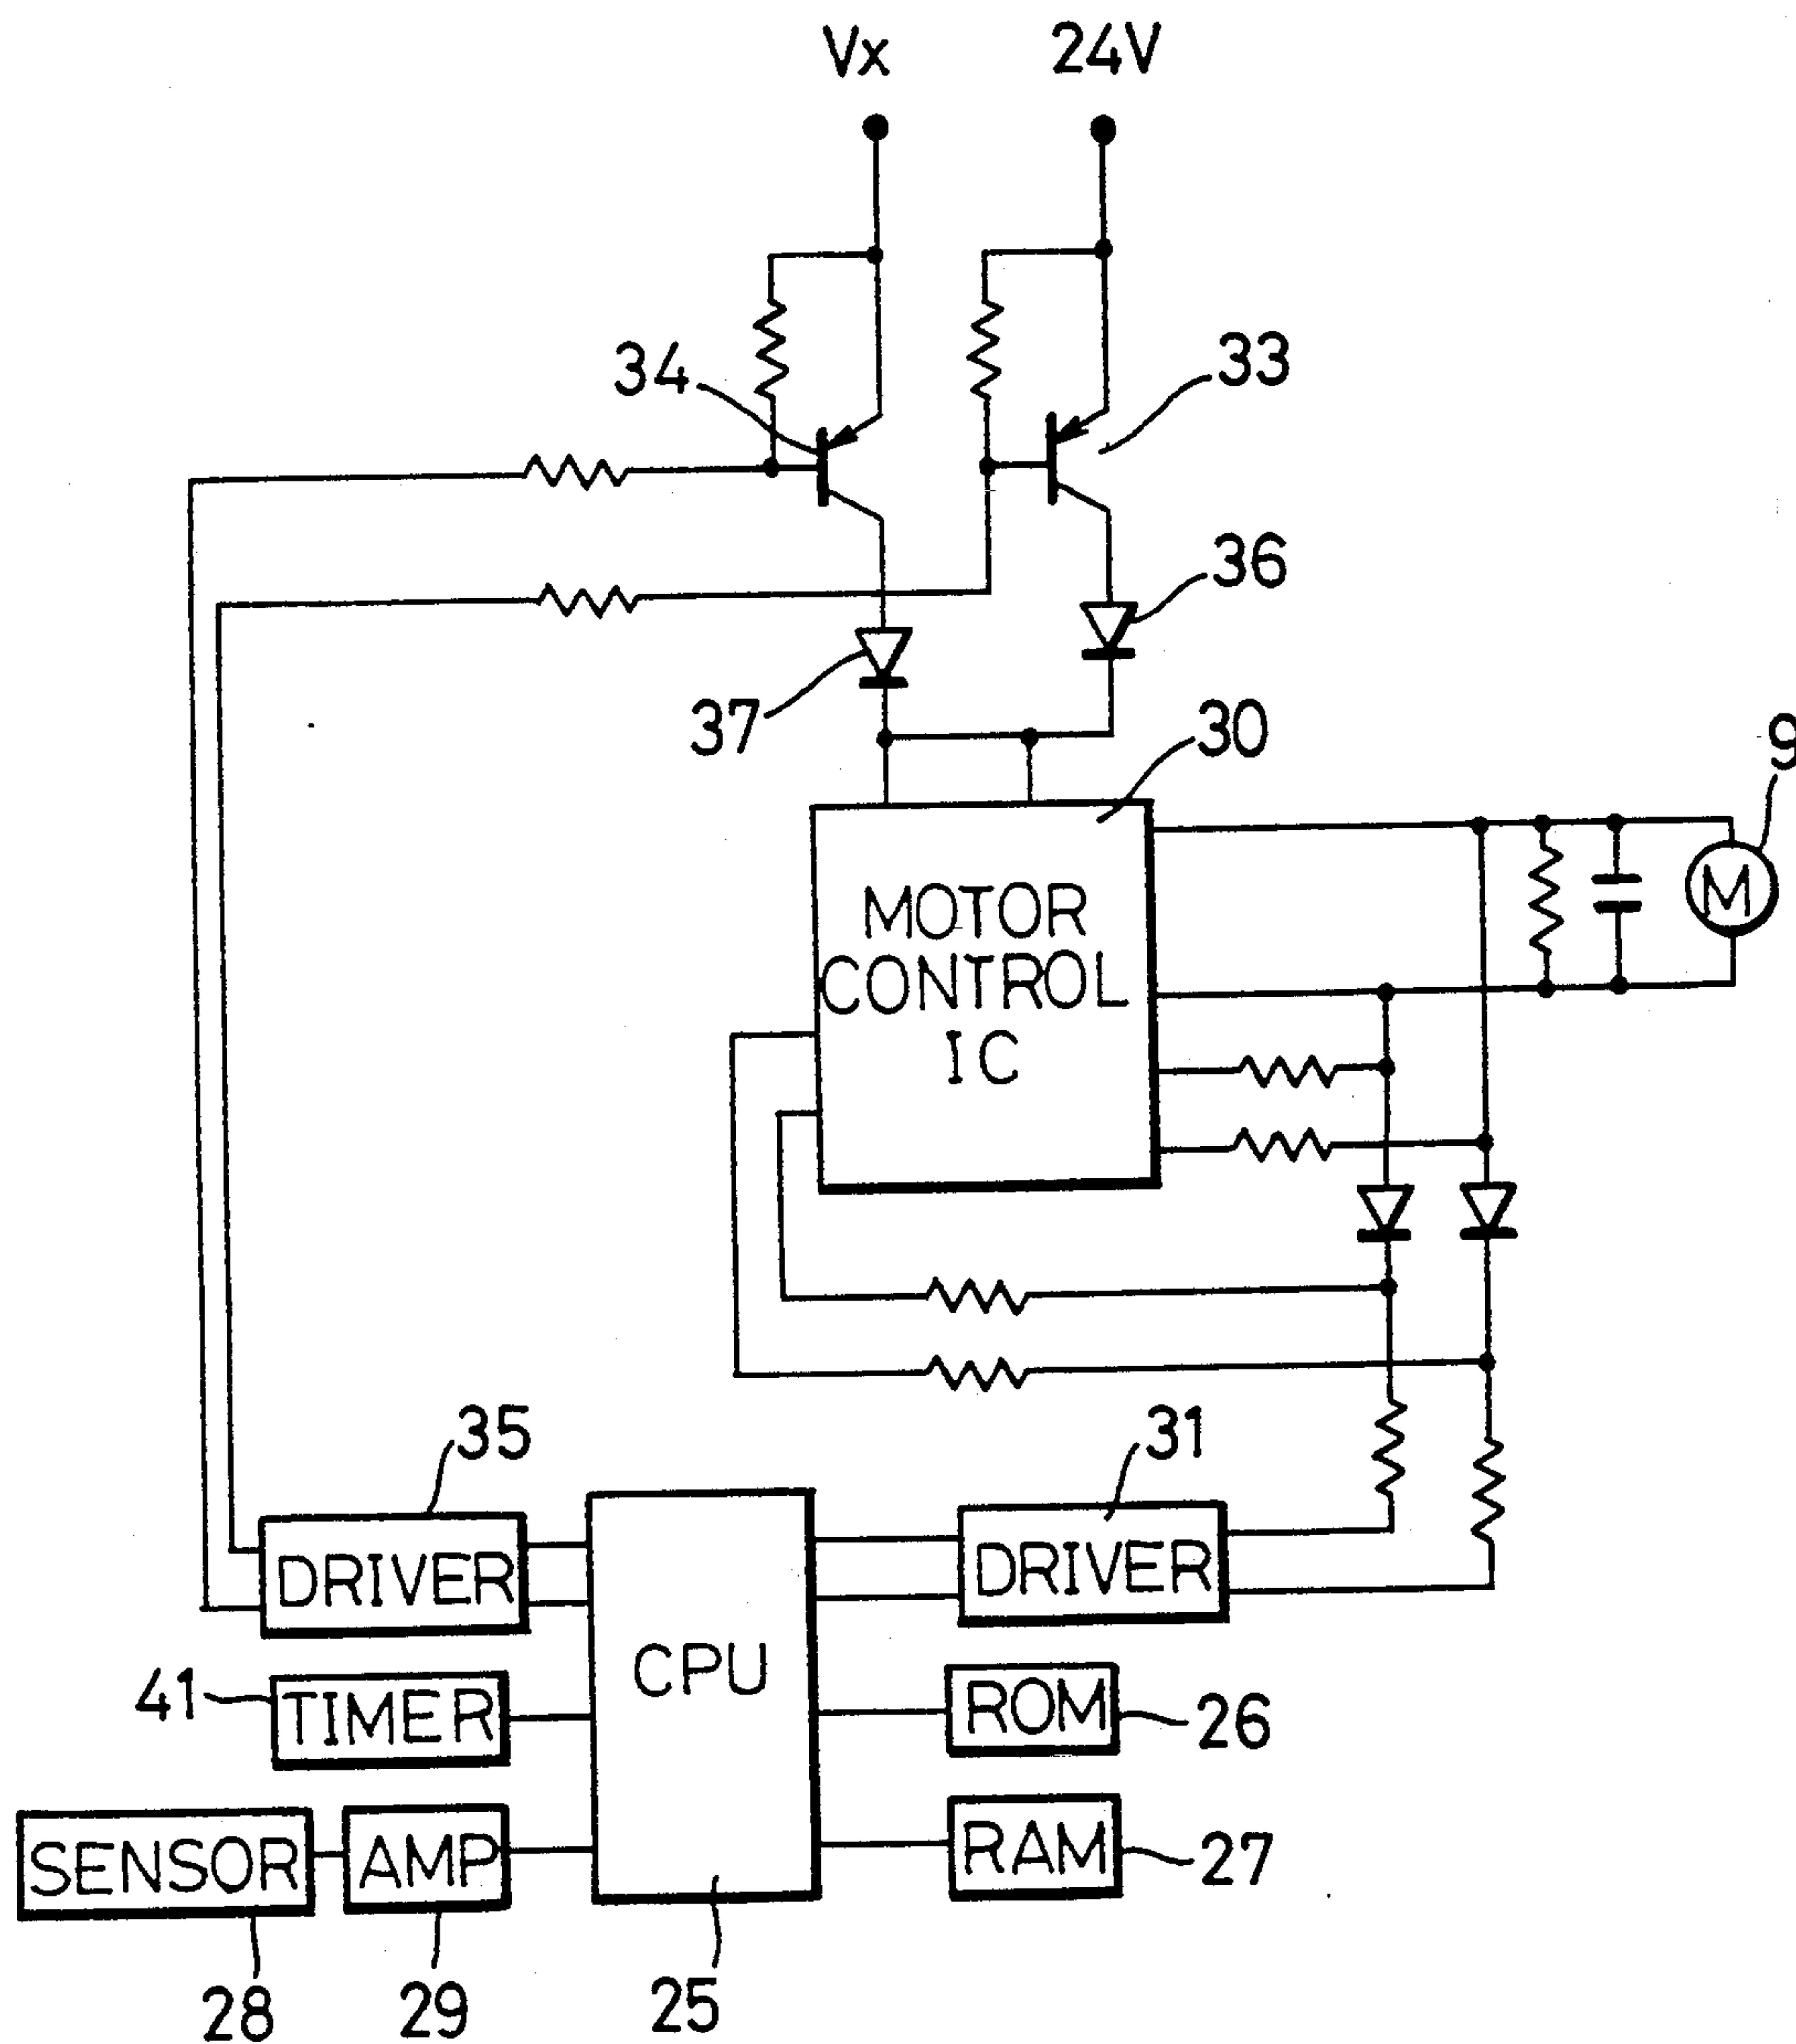 Vx 24V
34
33
36
37
30
9
MOTOR
CONTROL
IC
35
31
DRIVER
DRIVER
CPU
41
TIMER
ROM
26
SENSOR
AMP
RAM
27
28
29
25